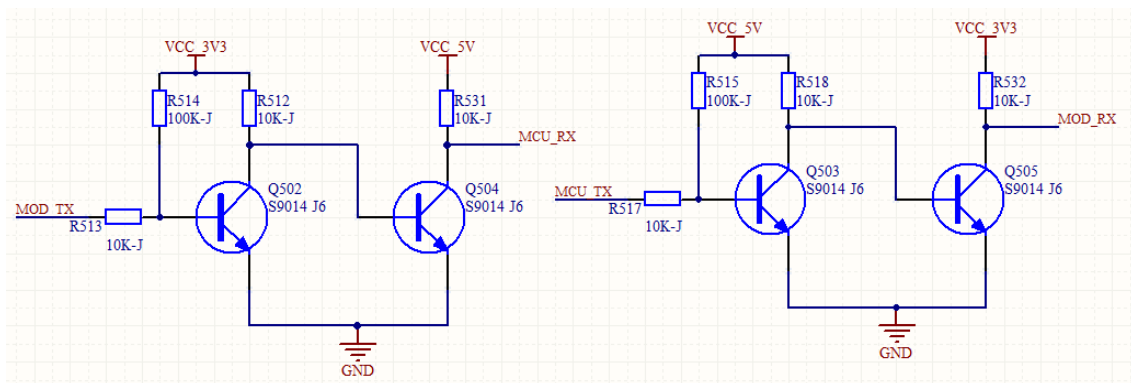 VCC_3V3
R514
100K-J
R512
10K-J
VCC_5V
R531
10K-J
MCU_RX
Q502
S9014 J6
Q504
S9014 J6
MOD_TX
R513
10K-J
GND
VCC_5V
R515
100K-J
R518
10K-J
VCC_3V3
R532
10K-J
MOD_RX
Q503
S9014 J6
Q505
S9014 J6
MCU_TX
R517
10K-J
GND